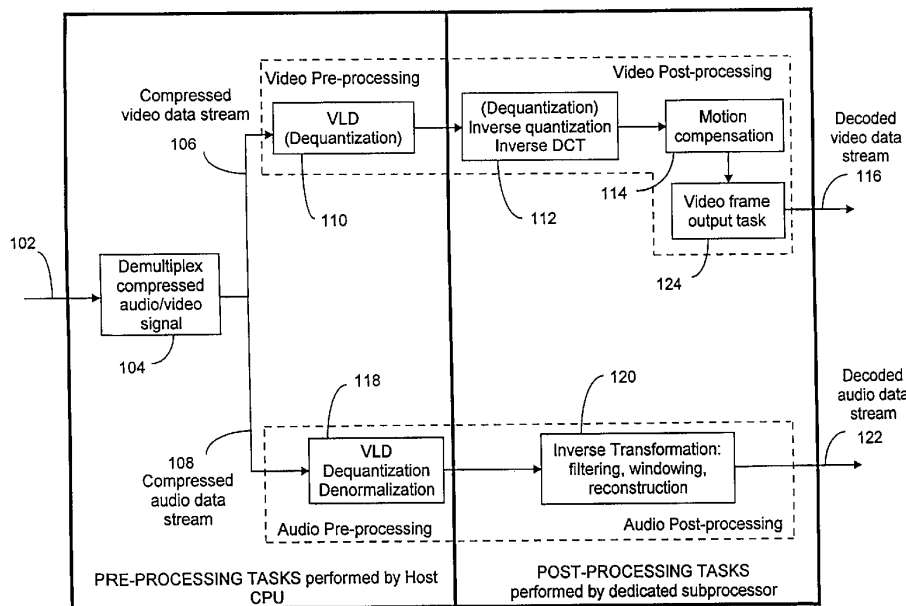 Video Pre-processing
Video Post-processing
Compressed
video data stream
106
VLD
(Dequantization)
110
(Dequantization)
Inverse quantization
Inverse DCT
112
Motion
compensation
114
Video frame
output task
124
Decoded
video data
stream
116
102
Demultiplex
compressed
audio/video
signal
104
118
120
Decoded
audio data
stream
122
108
Compressed
audio data
stream
VLD
Dequantization
Denormalization
Inverse Transformation:
filtering, windowing,
reconstruction
Audio Pre-processing
Audio Post-processing
PRE-PROCESSING TASKS performed by Host
CPU
POST-PROCESSING TASKS
performed by dedicated subprocessor